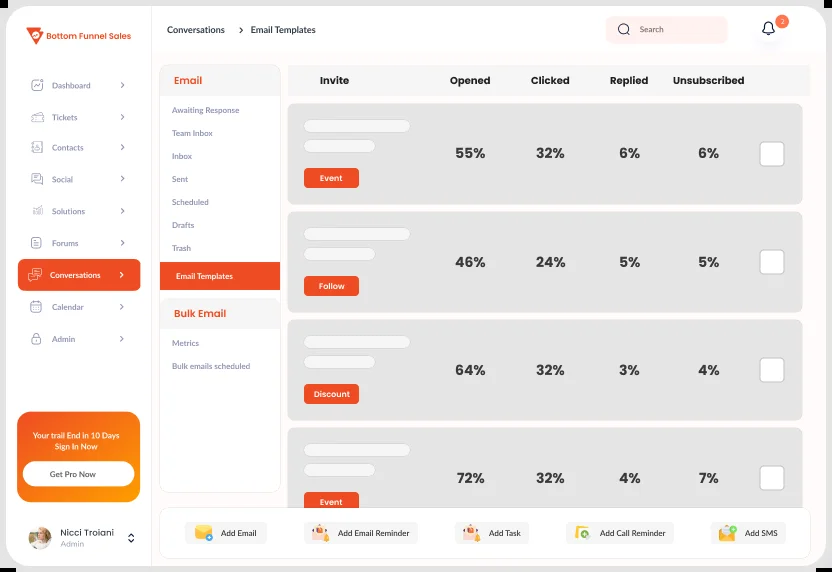 Bottom Funnel Sales
Conversations > Email Templates
Search
2
Dashboard
Tickets
Contacts
Social
Solutions
Forums
Conversations
Calendar
Admin
Your trail End in 10 Days
Sign In Now
Get Pro Now
Nicci Troiani
Admin
Email
Awaiting Response
Team Inbox
Inbox
Sent
Scheduled
Drafts
Trash
Email Templates
Bulk Email
Metrics
Bulk emails scheduled
Invite Opened Clicked Replied Unsubscribed
55% 32% 6% 6%
Event
46% 24% 5% 5%
Follow
64% 32% 3% 4%
Discount
72% 32% 4% 7%
Event
Add Email Add Email Reminder Add Task Add Call Reminder Add SMS